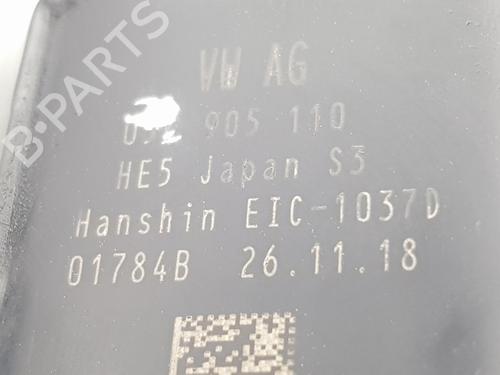 B-PARTS
VW AG
905 110
HE5 Japan S3
Hanshin EIC-1037D
01784B 26.11.18